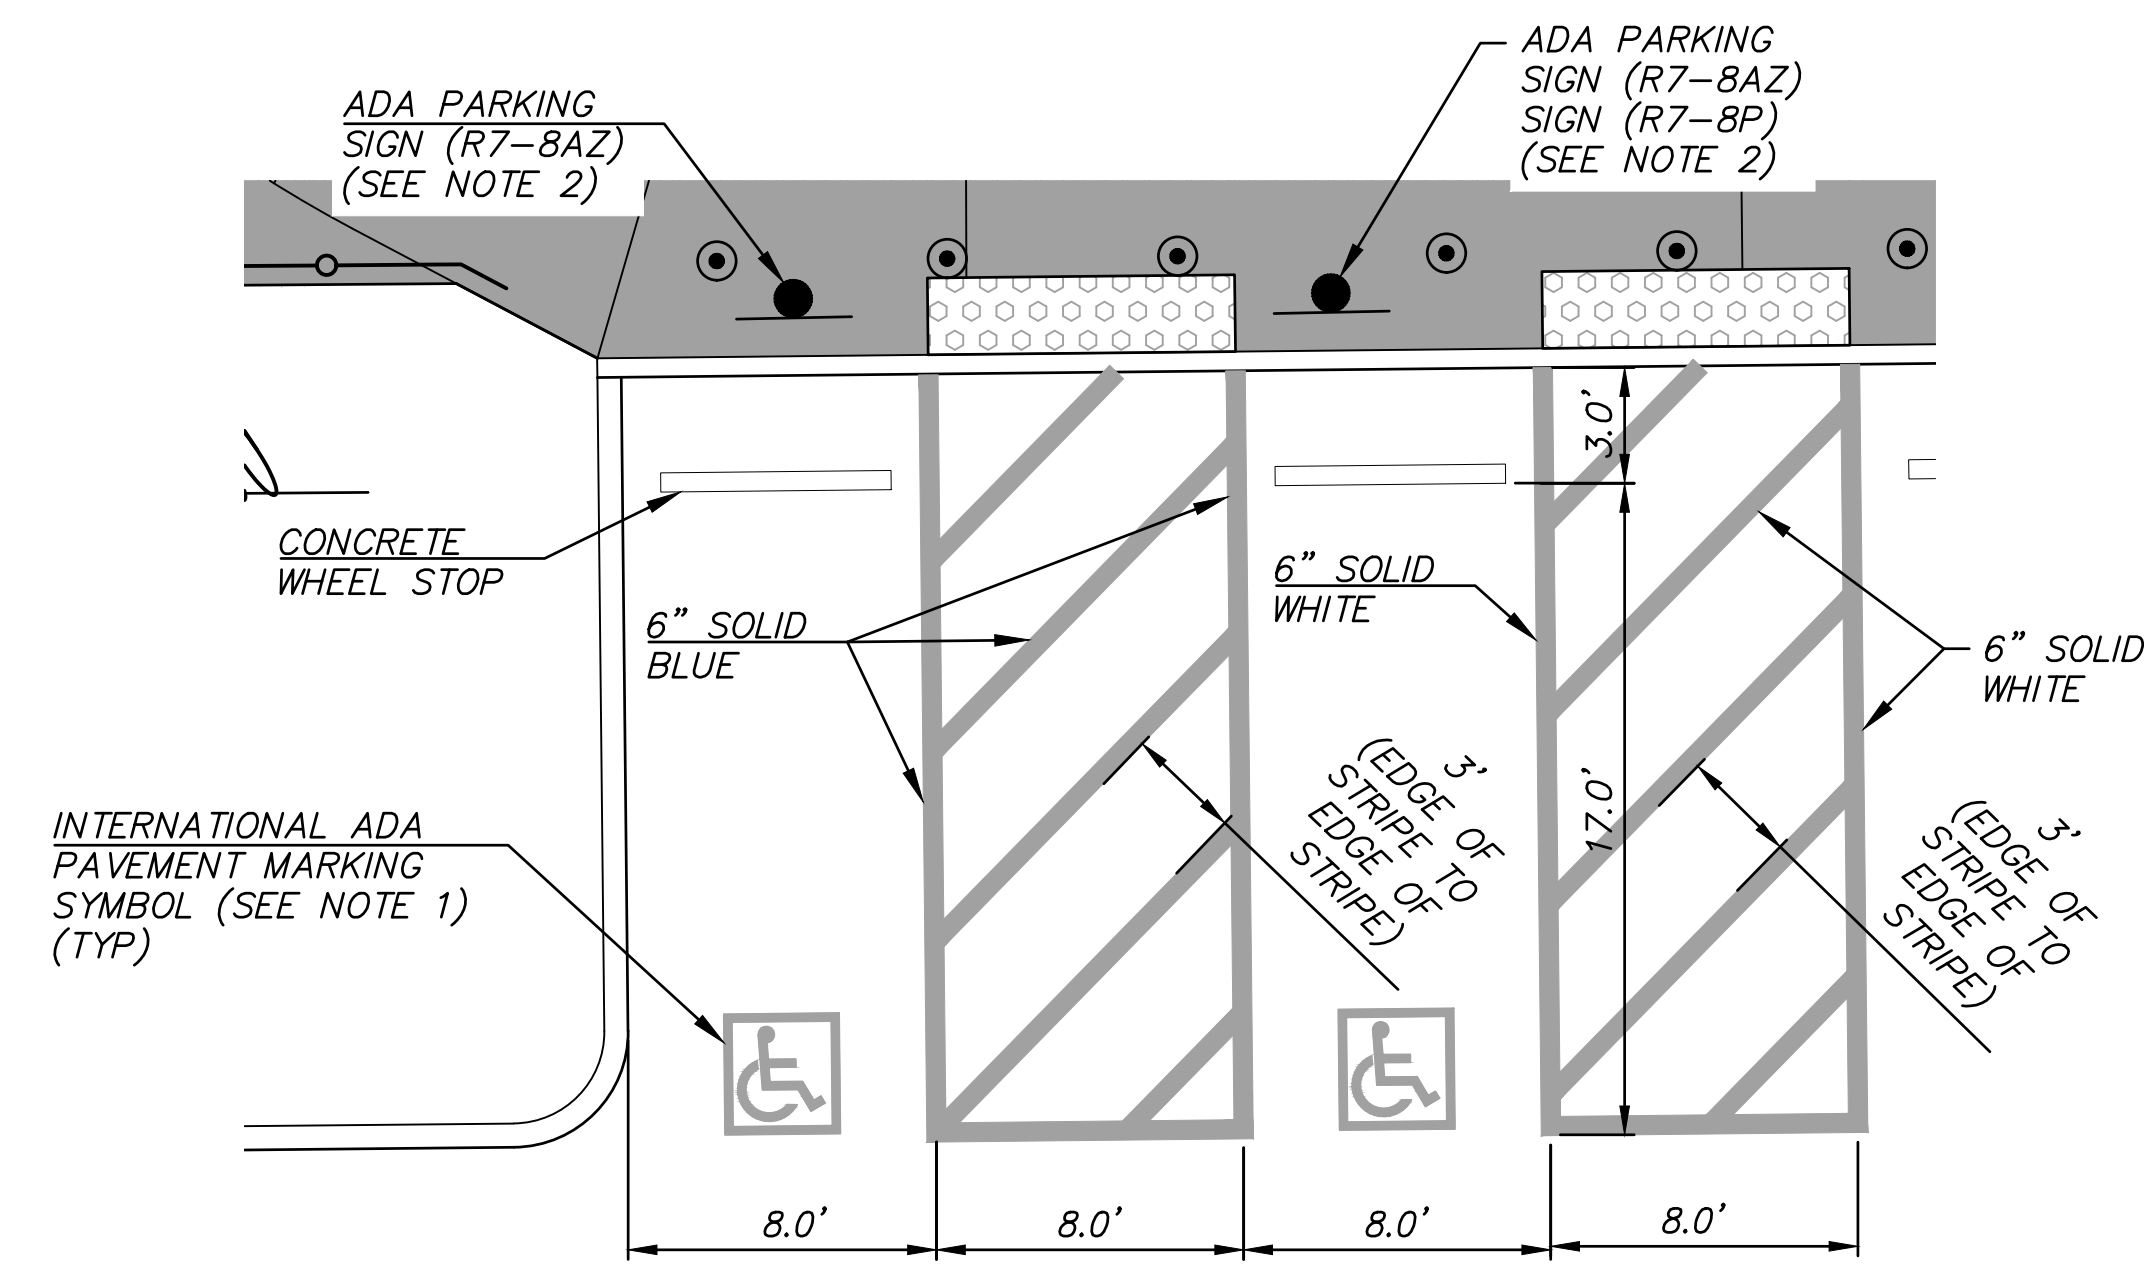 ADA PARKING
SIGN (R7-8AZ)
(SEE NOTE 2)
ADA PARKING
SIGN (R7-8AZ)
SIGN (R7-8P)
(SEE NOTE 2)
3.0'
CONCRETE
WHEEL STOP
6" SOLID
BLUE
6" SOLID
WHITE
6" SOLID
WHITE
17.0'
3'
(EDGE OF
STRIPE TO
EDGE OF
STRIPE)
3'
(EDGE OF
STRIPE TO
EDGE OF
STRIPE)
INTERNATIONAL ADA
PAVEMENT MARKING
SYMBOL (SEE NOTE 1)
(TYP)
8.0'
8.0'
8.0'
8.0'